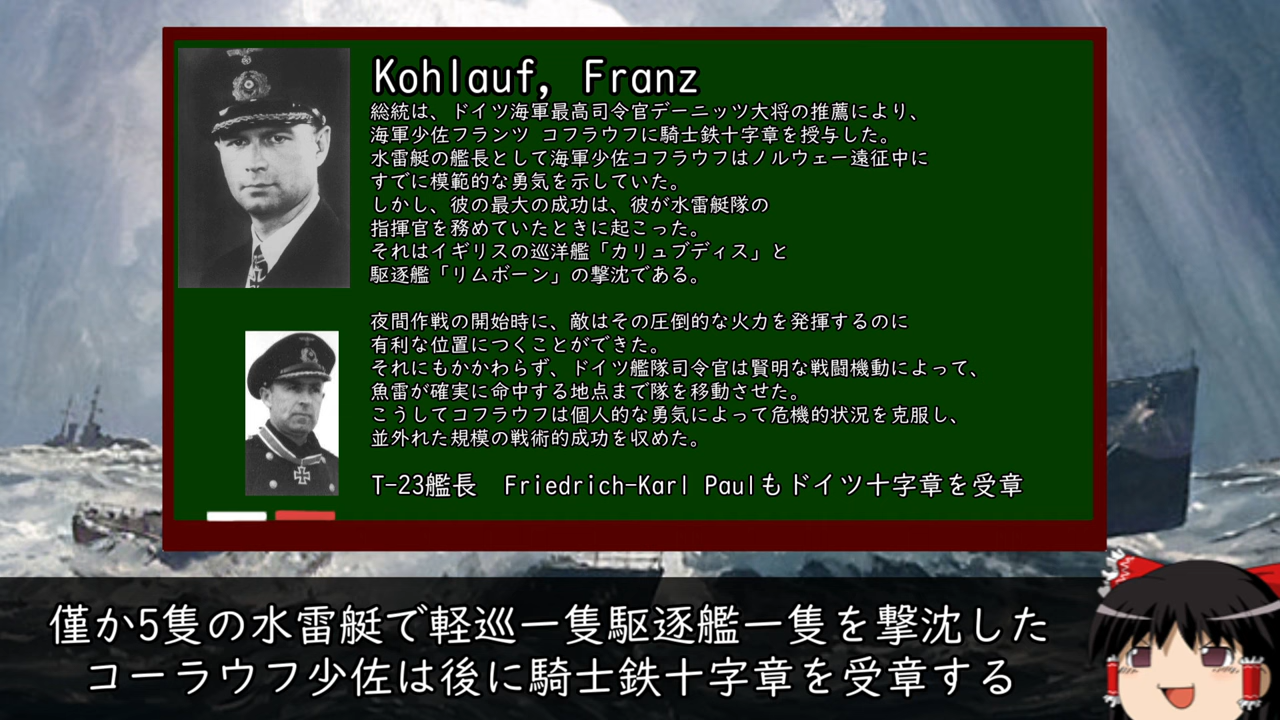 Kohlauf, Franz
総統は、ドイツ海軍最高司令官デーニッツ大将の推薦により、
海軍少佐フランツ コフラウフに騎士鉄十字章を授与した。
水雷艇の艦長として海軍少佐コフラウフはノルウェー遠征中に
すでに模範的な勇気を示していた。
しかし、彼の最大の成功は、彼が水雷艇隊の
指揮官を務めていたときに起こった。
それはイギリスの巡洋艦「カリュブディス」と
駆逐艦「リムボーン」の撃沈である。
夜間作戦の開始時に、敵はその圧倒的な火力を発揮するのに
有利な位置につくことができた。
それにもかかわらず、ドイツ艦隊司令官は賢明な戦闘機動によって、
魚雷が確実に命中する地点まで隊を移動させた。
こうしてコフラウフは個人的な勇気によって危機的状況を克服し、
並外れた規模の戦術的成功を収めた。
T-23艦長 Friedrich-Karl Paulもドイツ十字章を受章
僅か5隻の水雷艇で軽巡一隻駆逐艦一隻を撃沈した
コーラウフ少佐は後に騎士鉄十字章を受章する